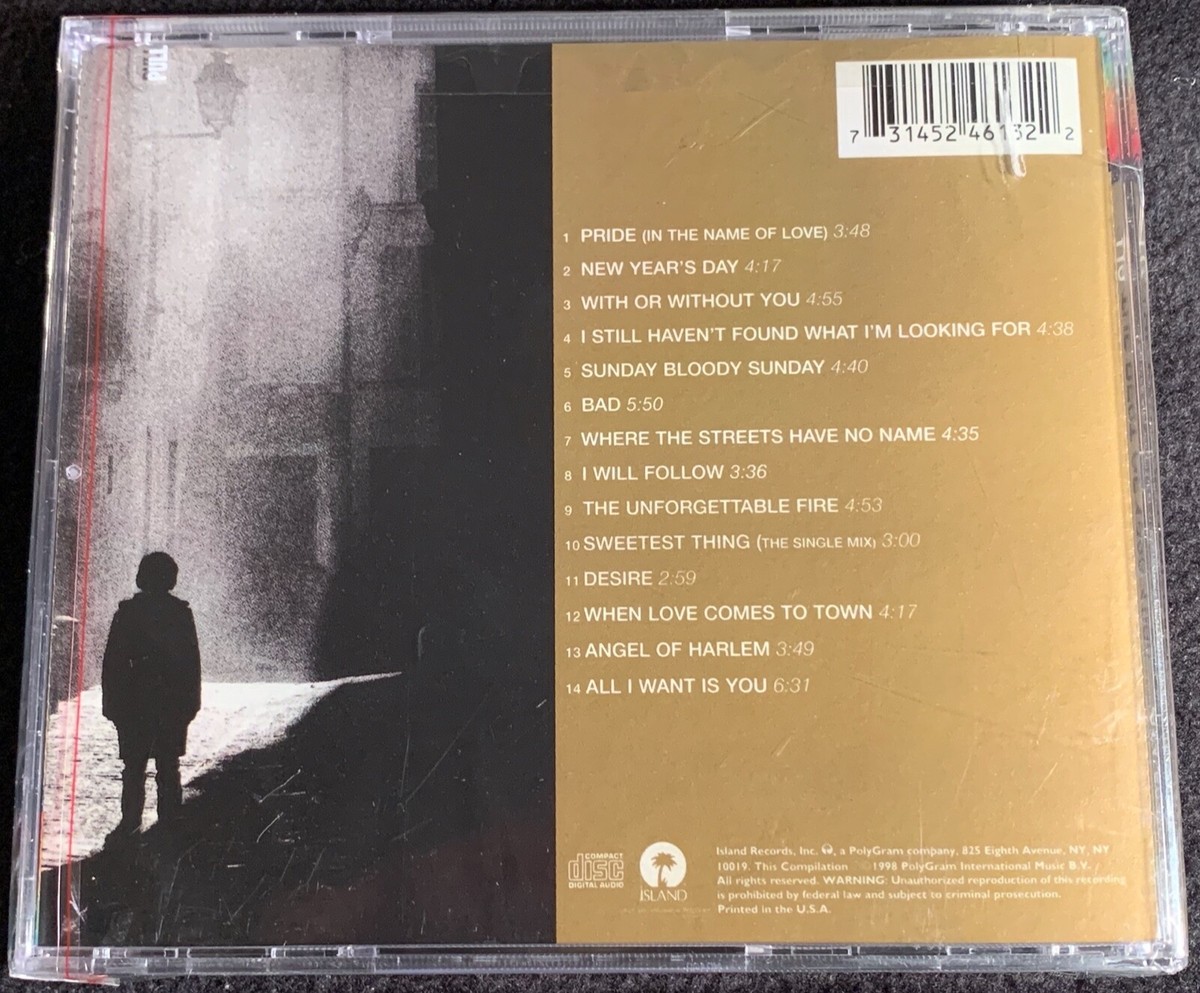 PULL
7 31452 46132 2
1 PRIDE (IN THE NAME OF LOVE) 3:48
2 NEW YEAR'S DAY 4:17
3 WITH OR WITHOUT YOU 4:55
4 I STILL HAVEN'T FOUND WHAT I'M LOOKING FOR 4:38
5 SUNDAY BLOODY SUNDAY 4:40
6 BAD 5:50
7 WHERE THE STREETS HAVE NO NAME 4:35
8 I WILL FOLLOW 3:36
9 THE UNFORGETTABLE FIRE 4:53
10 SWEETEST THING (THE SINGLE MIX) 3:00
11 DESIRE 2:59
12 WHEN LOVE COMES TO TOWN 4:17
13 ANGEL OF HARLEM 3:49
14 ALL I WANT IS YOU 6:31
COMPACT
disc
DIGITAL AUDIO
ISLAND
Island Records, Inc. , a PolyGram company, 825 Eighth Avenue, NY, NY
10019. This Compilation 1998 PolyGram International Music B.V.
All rights reserved. WARNING: Unauthorized reproduction of this recording
is prohibited by federal law and subject to criminal prosecution.
Printed in the U.S.A.